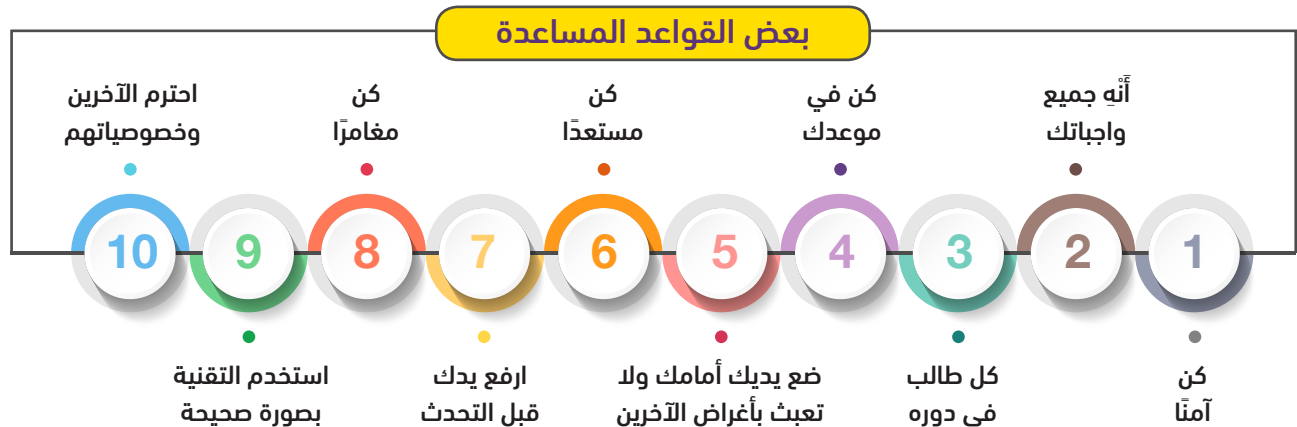 بعض القواعد المساعدة
1
كن
آمنًا
2
أَنْهِ جميع
واجباتك
3
كل طالب
في دوره
4
كن في
موعدك
5
ضع يديك أمامك ولا
تعبث بأغراض الآخرين
6
كن
مستعدًا
7
ارفع يدك
قبل التحدث
8
كن
مغامرًا
9
استخدم التقنية
بصورة صحيحة
10
احترم الآخرين
وخصوصياتهم